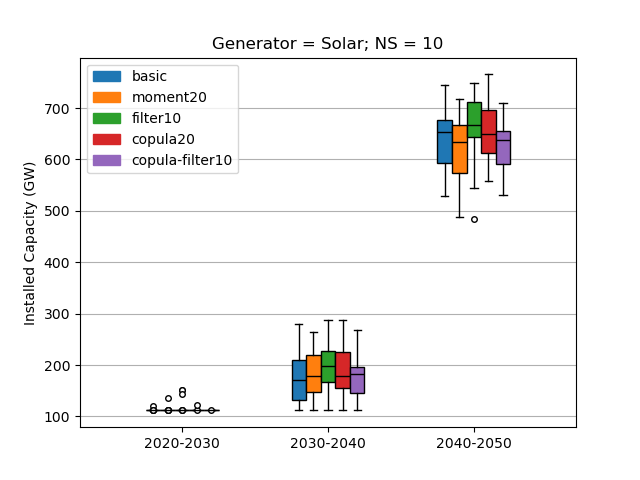 Generator = Solar; NS = 10
Installed Capacity (GW)
700
600
500
400
300
200
100
basic
moment20
filter10
copula20
copula-filter10
2020-2030
2030-2040
2040-2050